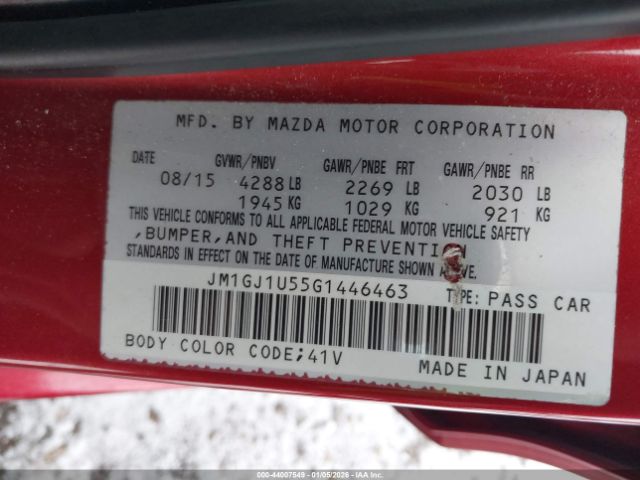 MFD. BY MAZDA MOTOR CORPORATION
DATE GVWR/PNBV GAWR/PNBE FRT GAWR/PNBE RR
08/15 4288 LB 2269 LB 2030 LB
1945 KG 1029 KG 921 KG
THIS VEHICLE CONFORMS TO ALL APPLICABLE FEDERAL MOTOR VEHICLE SAFETY
,BUMPER,AND THEFT PREVENTION
STANDARDS IN EFFECT ON THE DATE OF MANUFACTURE SHOWN ABOVE.
JM1GJ1U55G1446463 TYPE: PASS CAR
BODY COLOR CODE;41V MADE IN JAPAN
000-44007549 | 01/05/2026 - IAAI.COM